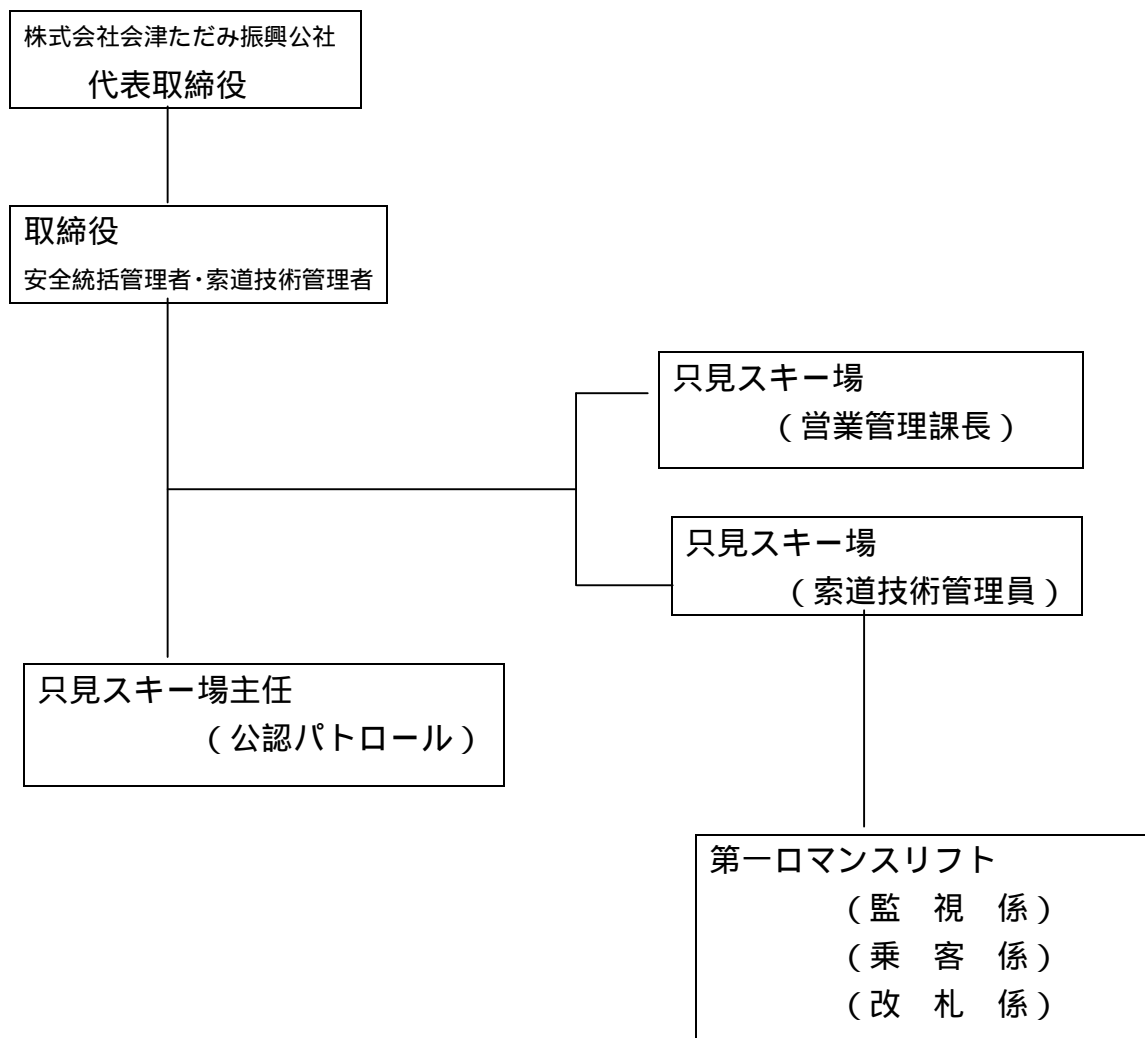 株式会社会津ただみ振興公社
代表取締役
取締役
安全統括管理者・索道技術管理者
只見スキー場
（営業管理課長）
只見スキー場
（索道技術管理員）
只見スキー場主任
（公認パトロール）
第一ロマンスリフト
（監　視　係）
（乗　客　係）
（改　札　係）